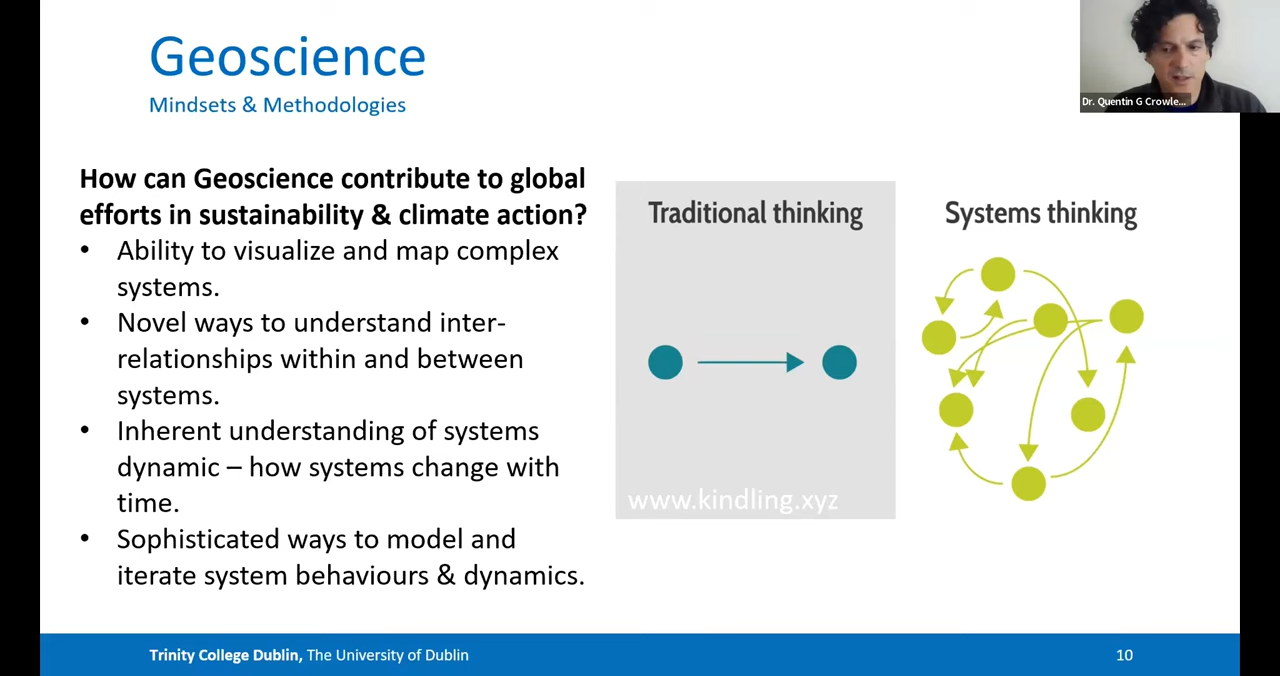 Geoscience
Mindsets & Methodologies
Dr. Quentin G Crowle...
How can Geoscience contribute to global
efforts in sustainability & climate action?
• Ability to visualize and map complex
systems.
• Novel ways to understand inter-
relationships within and between
systems.
• Inherent understanding of systems
dynamic – how systems change with
time.
• Sophisticated ways to model and
iterate system behaviours & dynamics.
Traditional thinking
www.kindling.xyz
Systems thinking
Trinity College Dublin, The University of Dublin
10